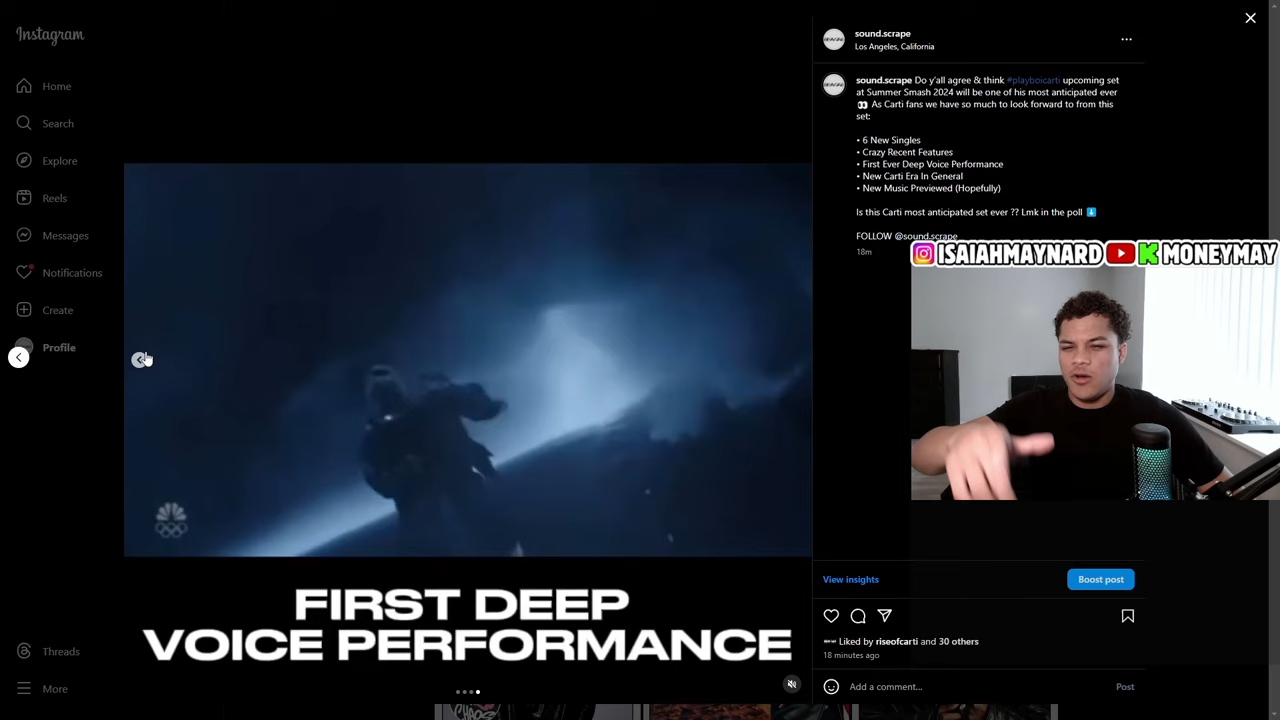 Instagram
Home
Search
Explore
Reels
Messages
Notifications
Create
Profile
Threads
More
FIRST DEEP
VOICE PERFORMANCE
sound.scrape
Los Angeles, California
sound.scrape Do y'all agree & think #playboicarti upcoming set
at Summer Smash 2024 will be one of his most anticipated ever
👀 As Carti fans we have so much to look forward to from this
set:
• 6 New Singles
• Crazy Recent Features
• First Ever Deep Voice Performance
• New Carti Era In General
• New Music Previewed (Hopefully)
Is this Carti most anticipated set ever ?? Lmk in the poll ⬇️
FOLLOW @sound.scrape
18m
ISAIAHMAYNARD K MONEYMAY
View insights
Boost post
Liked by riseofcarti and 30 others
18 minutes ago
Add a comment...
Post